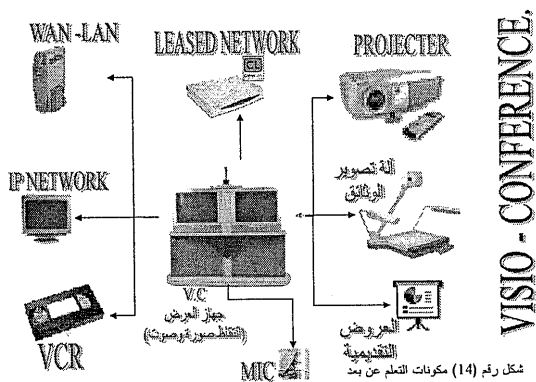 WAN -LAN
LEASED NETWORK
CL
PROJECTER
VISIO - CONFERENCE,
IP NETWORK
آلة تصوير
الوثائق
V.C
جهاز العرض
(التقاط صورة وصوت)
العروض
التقديمية
VCR
MIC
شكل رقم (14) مكونات التعلم عن بعد